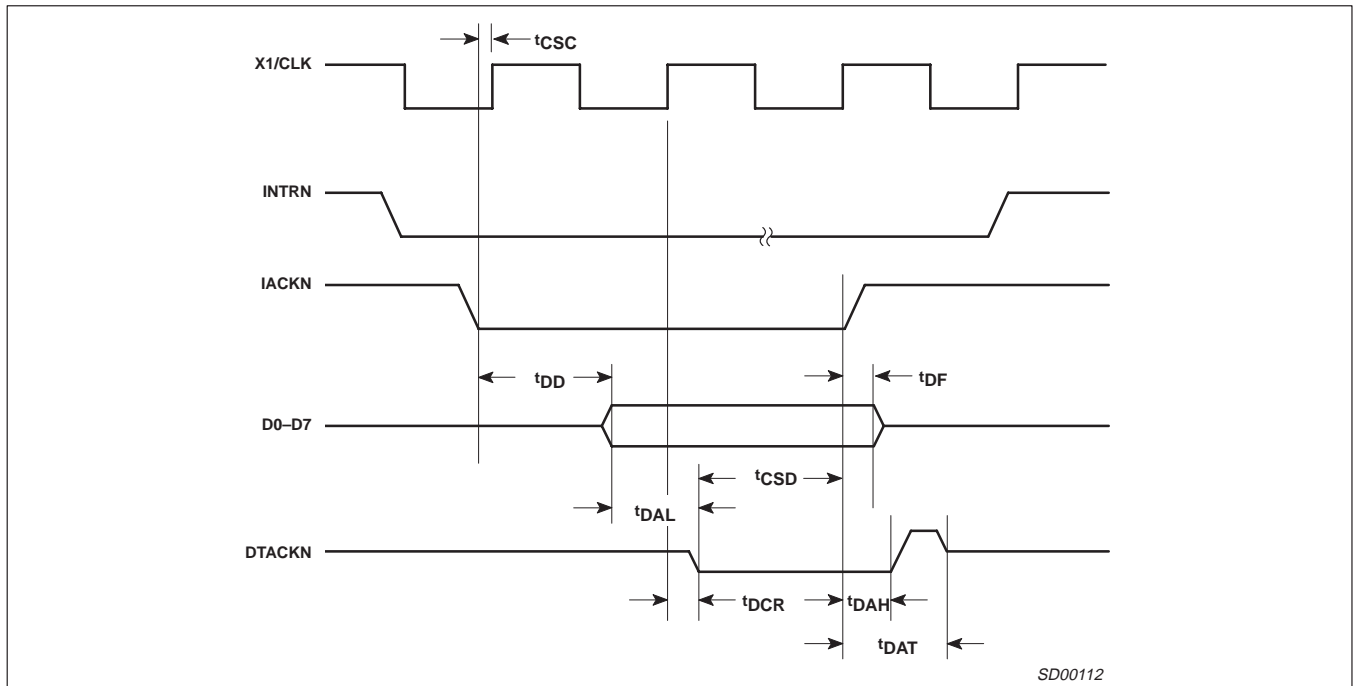 tCSC
X1/CLK
INTRN
IACKN
tDD
tDF
D0–D7
tCSD
tDAL
DTACKN
tDCR
tDAH
tDAT
SD00112